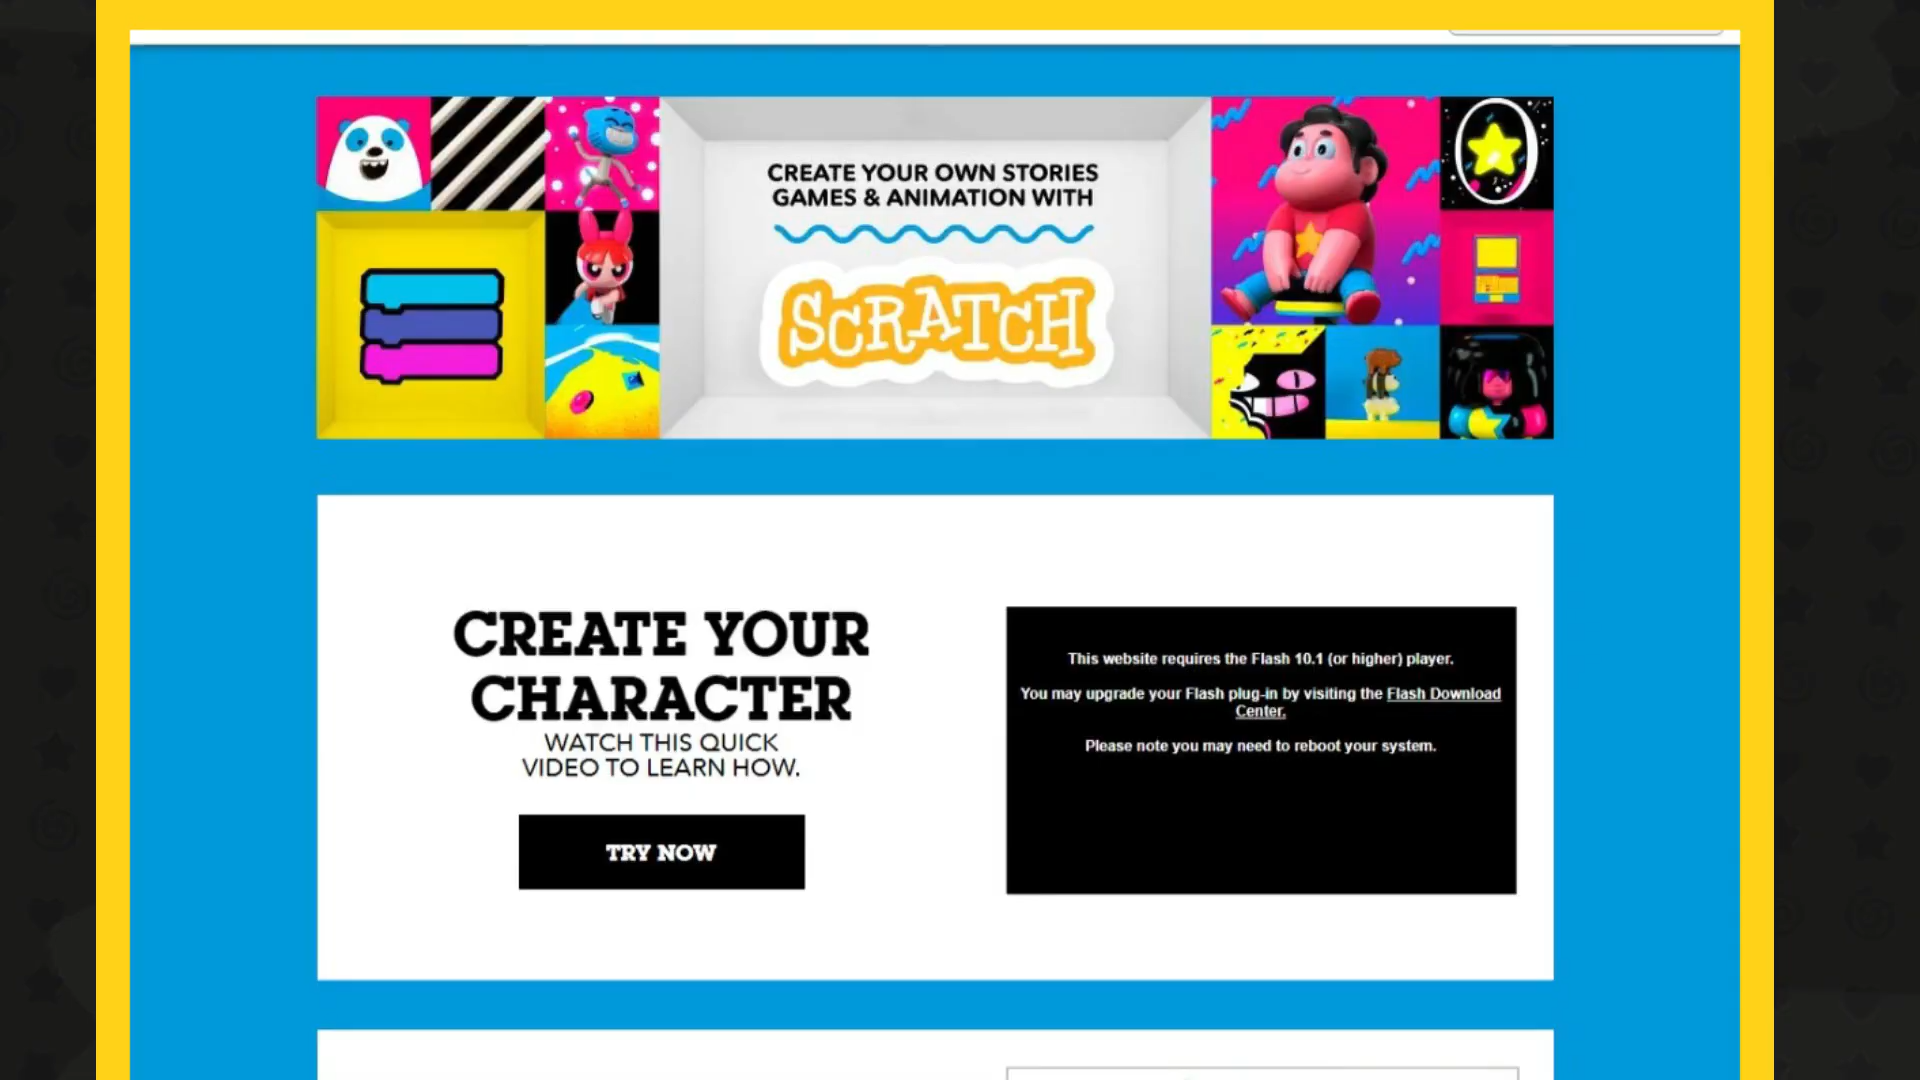 CREATE YOUR OWN STORIES
GAMES & ANIMATION WITH
SCRATCH
CREATE YOUR
CHARACTER
WATCH THIS QUICK
VIDEO TO LEARN HOW.
TRY NOW
This website requires the Flash 10.1 (or higher) player.
You may upgrade your Flash plug-in by visiting the Flash Download
Center.
Please note you may need to reboot your system.